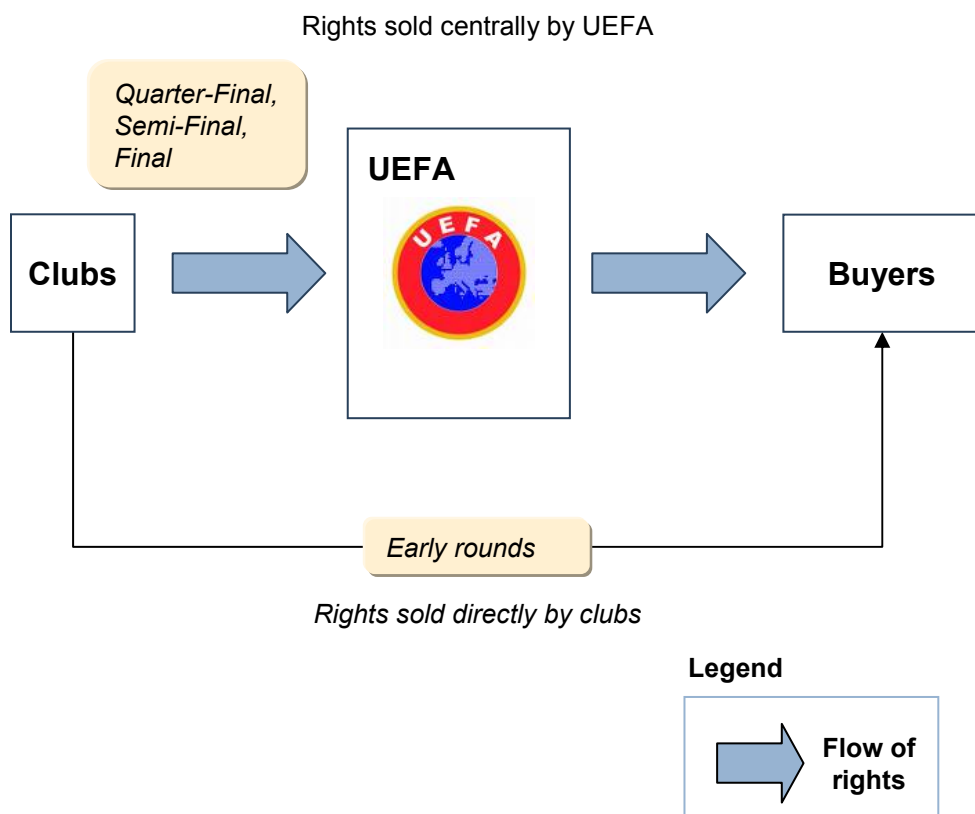 Rights sold centrally by UEFA
Quarter-Final,
Semi-Final,
Final
UEFA
UEFA
Clubs
Buyers
Early rounds
Rights sold directly by clubs
Legend
Flow of
rights